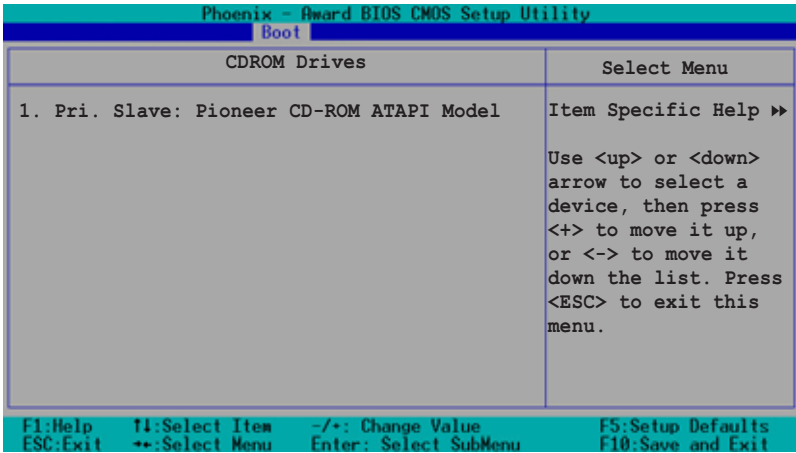 Phoenix - Award BIOS CMOS Setup Utility
Boot
CDROM Drives
Select Menu
1. Pri. Slave: Pioneer CD-ROM ATAPI Model
Item Specific Help ▸▸
Use <up> or <down>
arrow to select a
device, then press
<+> to move it up,
or <-> to move it
down the list. Press
<ESC> to exit this
menu.
F1:Help ↑↓:Select Item -/+: Change Value F5:Setup Defaults
ESC:Exit →←:Select Menu Enter: Select SubMenu F10:Save and Exit